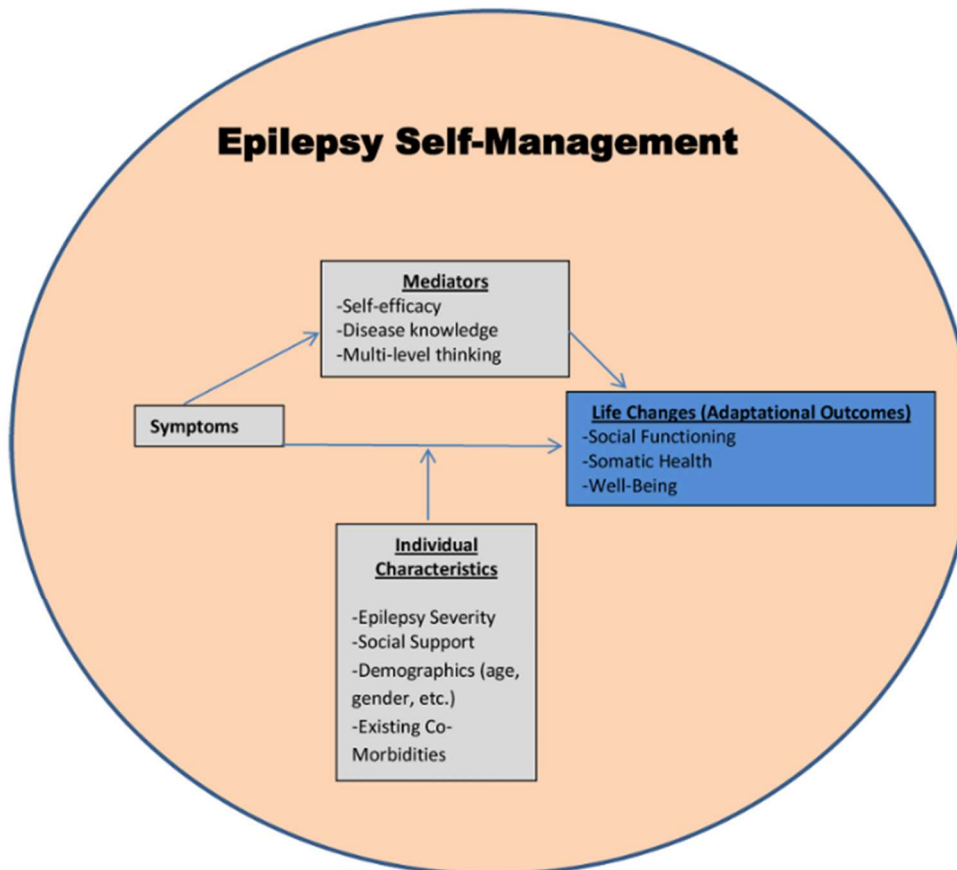 Epilepsy Self-Management
Mediators
-Self-efficacy
-Disease knowledge
-Multi-level thinking
Symptoms
Life Changes (Adaptational Outcomes)
-Social Functioning
-Somatic Health
-Well-Being
Individual
Characteristics
-Epilepsy Severity
-Social Support
-Demographics (age,
gender, etc.)
-Existing Co-
Morbidities